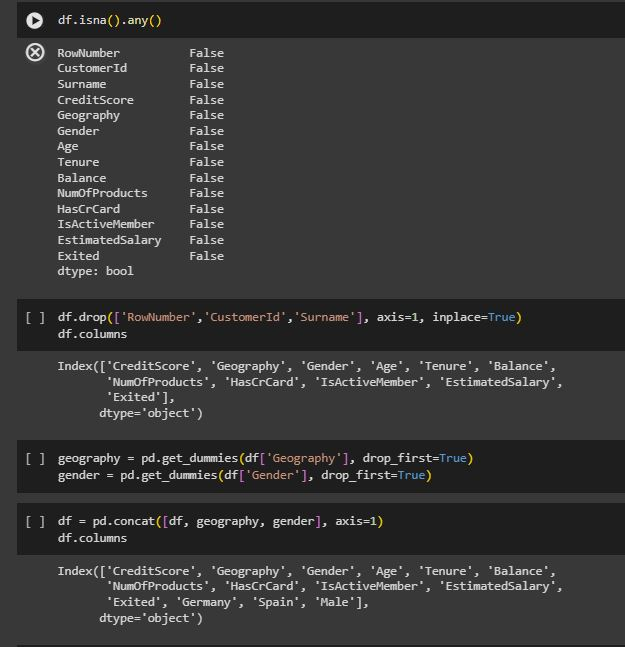 df.isna().any()
RowNumber          False
CustomerId         False
Surname            False
CreditScore        False
Geography          False
Gender             False
Age                False
Tenure             False
Balance            False
NumOfProducts      False
HasCrCard          False
IsActiveMember     False
EstimatedSalary    False
Exited             False
dtype: bool
[ ] df.drop(['RowNumber','CustomerId','Surname'], axis=1, inplace=True)
df.columns
Index(['CreditScore', 'Geography', 'Gender', 'Age', 'Tenure', 'Balance',
'NumOfProducts', 'HasCrCard', 'IsActiveMember', 'EstimatedSalary',
'Exited'],
dtype='object')
[ ] geography = pd.get_dummies(df['Geography'], drop_first=True)
gender = pd.get_dummies(df['Gender'], drop_first=True)
[ ] df = pd.concat([df, geography, gender], axis=1)
df.columns
Index(['CreditScore', 'Geography', 'Gender', 'Age', 'Tenure', 'Balance',
'NumOfProducts', 'HasCrCard', 'IsActiveMember', 'EstimatedSalary',
'Exited', 'Germany', 'Spain', 'Male'],
dtype='object')